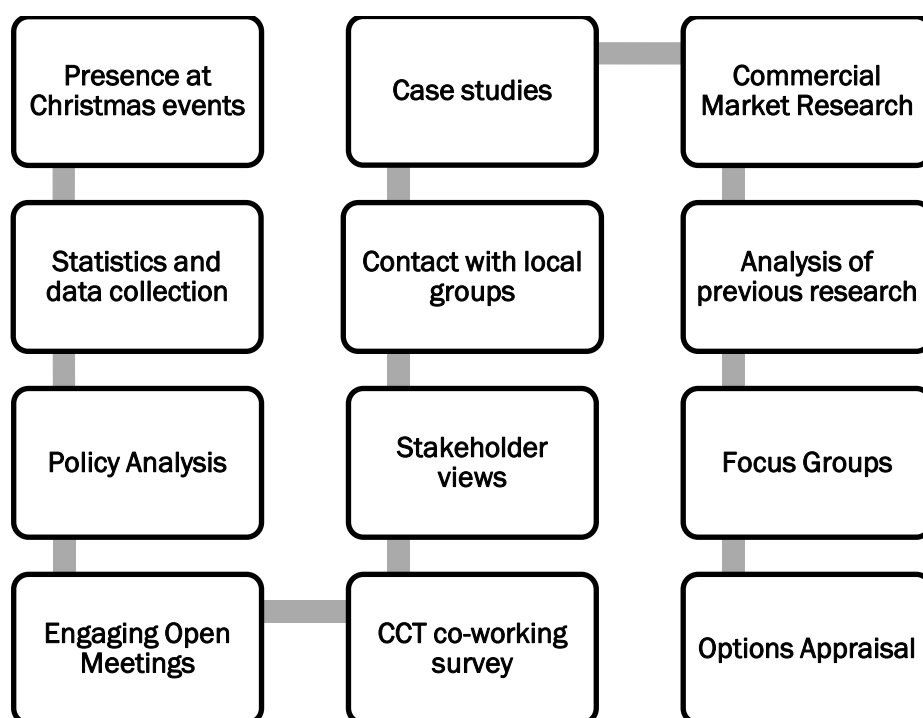 Presence at
Christmas events
Statistics and
data collection
Policy Analysis
Engaging Open
Meetings
CCT co-working
survey
Stakeholder
views
Contact with local
groups
Case studies
Commercial
Market Research
Analysis of
previous research
Focus Groups
Options Appraisal